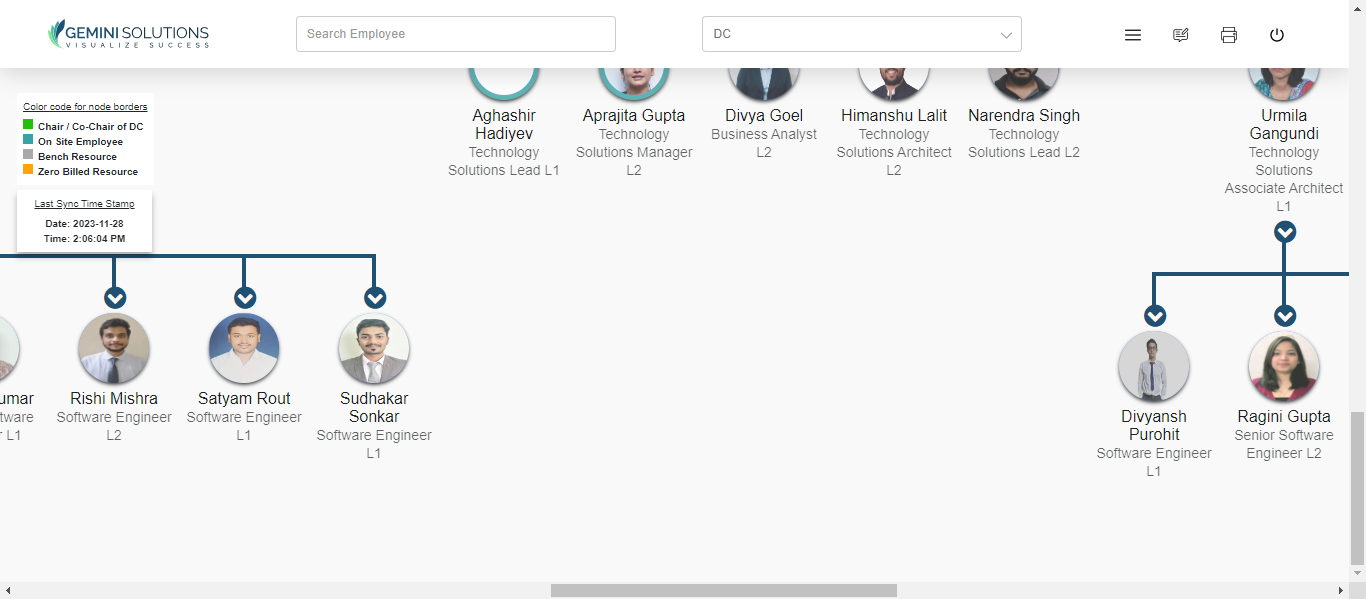 GEMINI SOLUTIONS
VISUALIZE SUCCESS
Search Employee
DC
Color code for node borders
Chair / Co-Chair of DC
On Site Employee
Bench Resource
Zero Billed Resource
Last Sync Time Stamp
Date: 2023-11-28
Time: 2:06:04 PM
Aghashir
Hadiyev
Technology
Solutions Lead L1
Aprajita Gupta
Technology
Solutions Manager
L2
Divya Goel
Business Analyst
L2
Himanshu Lalit
Technology
Solutions Architect
L2
Narendra Singh
Technology
Solutions Lead L2
Urmila
Gangundi
Technology
Solutions
Associate Architect
L1
umar
tware
r L1
Rishi Mishra
Software Engineer
L2
Satyam Rout
Software Engineer
L1
Sudhakar
Sonkar
Software Engineer
L1
Divyansh
Purohit
Software Engineer
L1
Ragini Gupta
Senior Software
Engineer L2